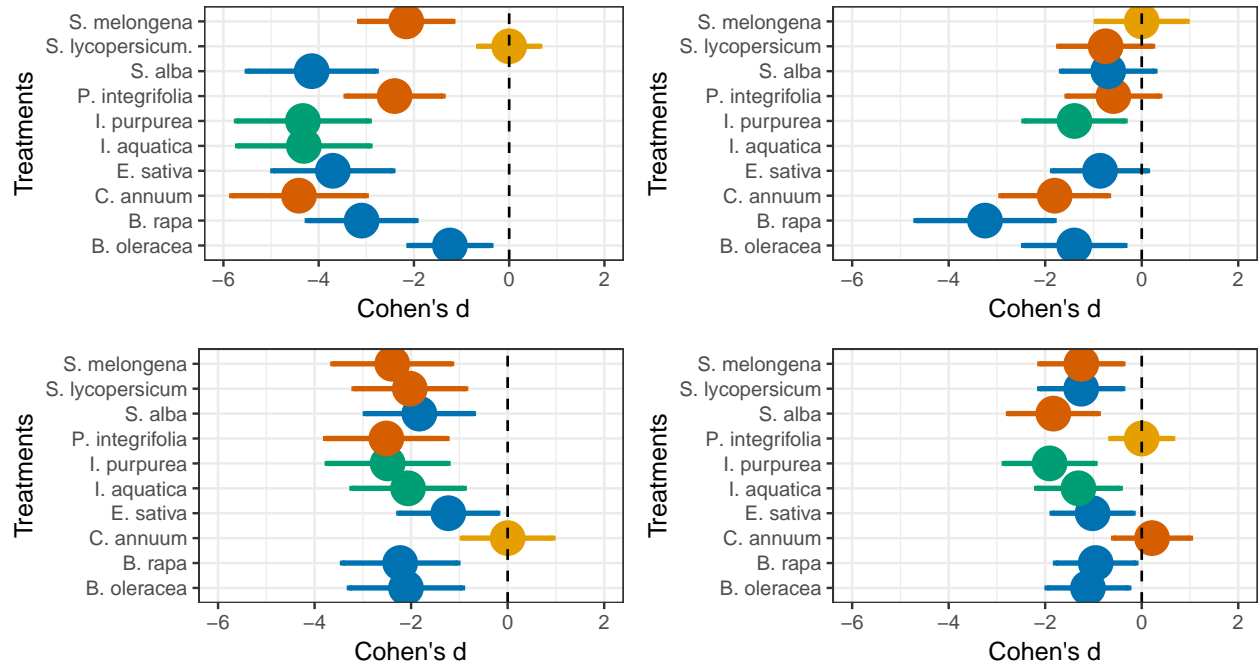 Treatments
S. melongena
S. lycopersicum.
S. alba
P. integrifolia
I. purpurea
I. aquatica
E. sativa
C. annuum
B. rapa
B. oleracea
−6 −4 −2 0 2
Cohen's d
Treatments
S. melongena
S. lycopersicum
S. alba
P. integrifolia
I. purpurea
I. aquatica
E. sativa
C. annuum
B. rapa
B. oleracea
−6 −4 −2 0 2
Cohen's d
Treatments
S. melongena
S. lycopersicum
S. alba
P. integrifolia
I. purpurea
I. aquatica
E. sativa
C. annuum
B. rapa
B. oleracea
−6 −4 −2 0 2
Cohen's d
Treatments
S. melongena
S. lycopersicum
S. alba
P. integrifolia
I. purpurea
I. aquatica
E. sativa
C. annuum
B. rapa
B. oleracea
−6 −4 −2 0 2
Cohen's d